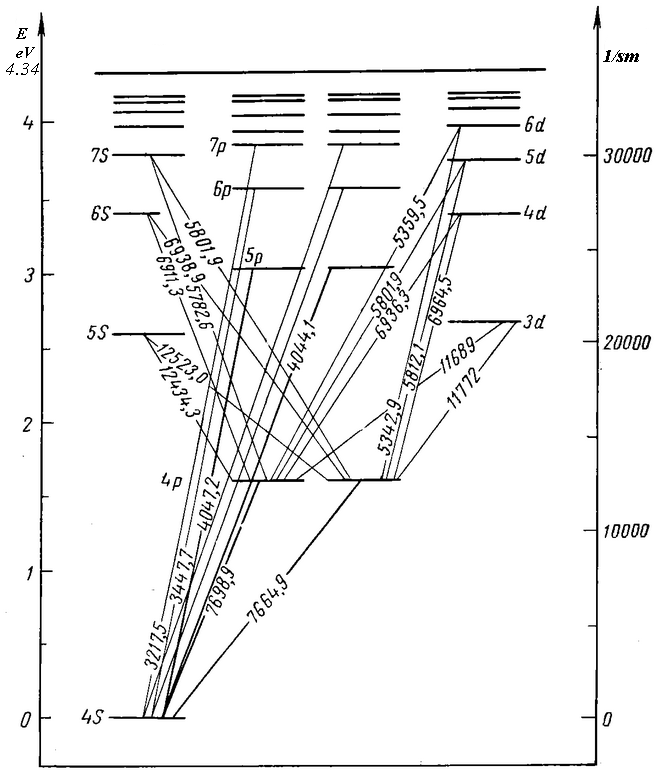 E
eV
4.34
1/sm
4
3
2
1
0
30000
20000
10000
0
7S
6S
5S
4S
7p
6p
5p
4p
6d
5d
4d
3d
5801,9
6938,9
5782,6
6911,3
12523,0
12434,3
4044,1
5359,5
58019
6936,3
6964,5
5812,1
11689
11772
5342,9
4047,2
3447,7
3217,5
7698,9
7664,9